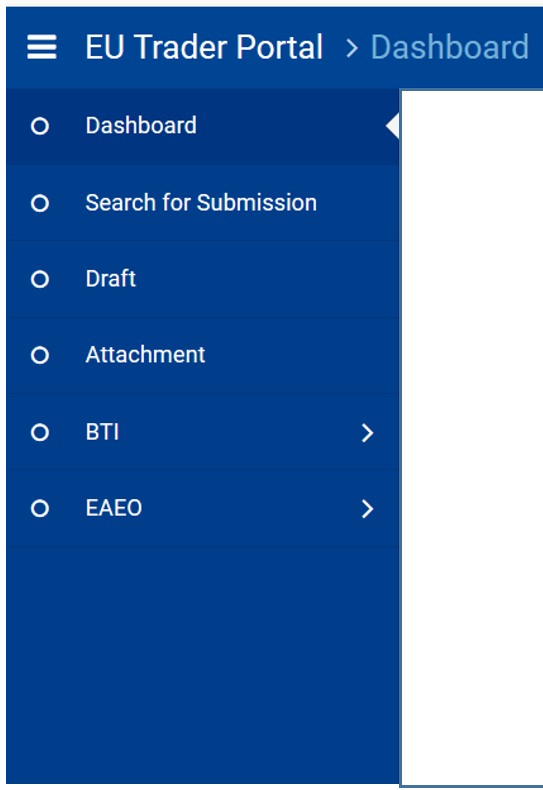 EU Trader Portal > Dashboard
Dashboard
Search for Submission
Draft
Attachment
BTI
EAEO